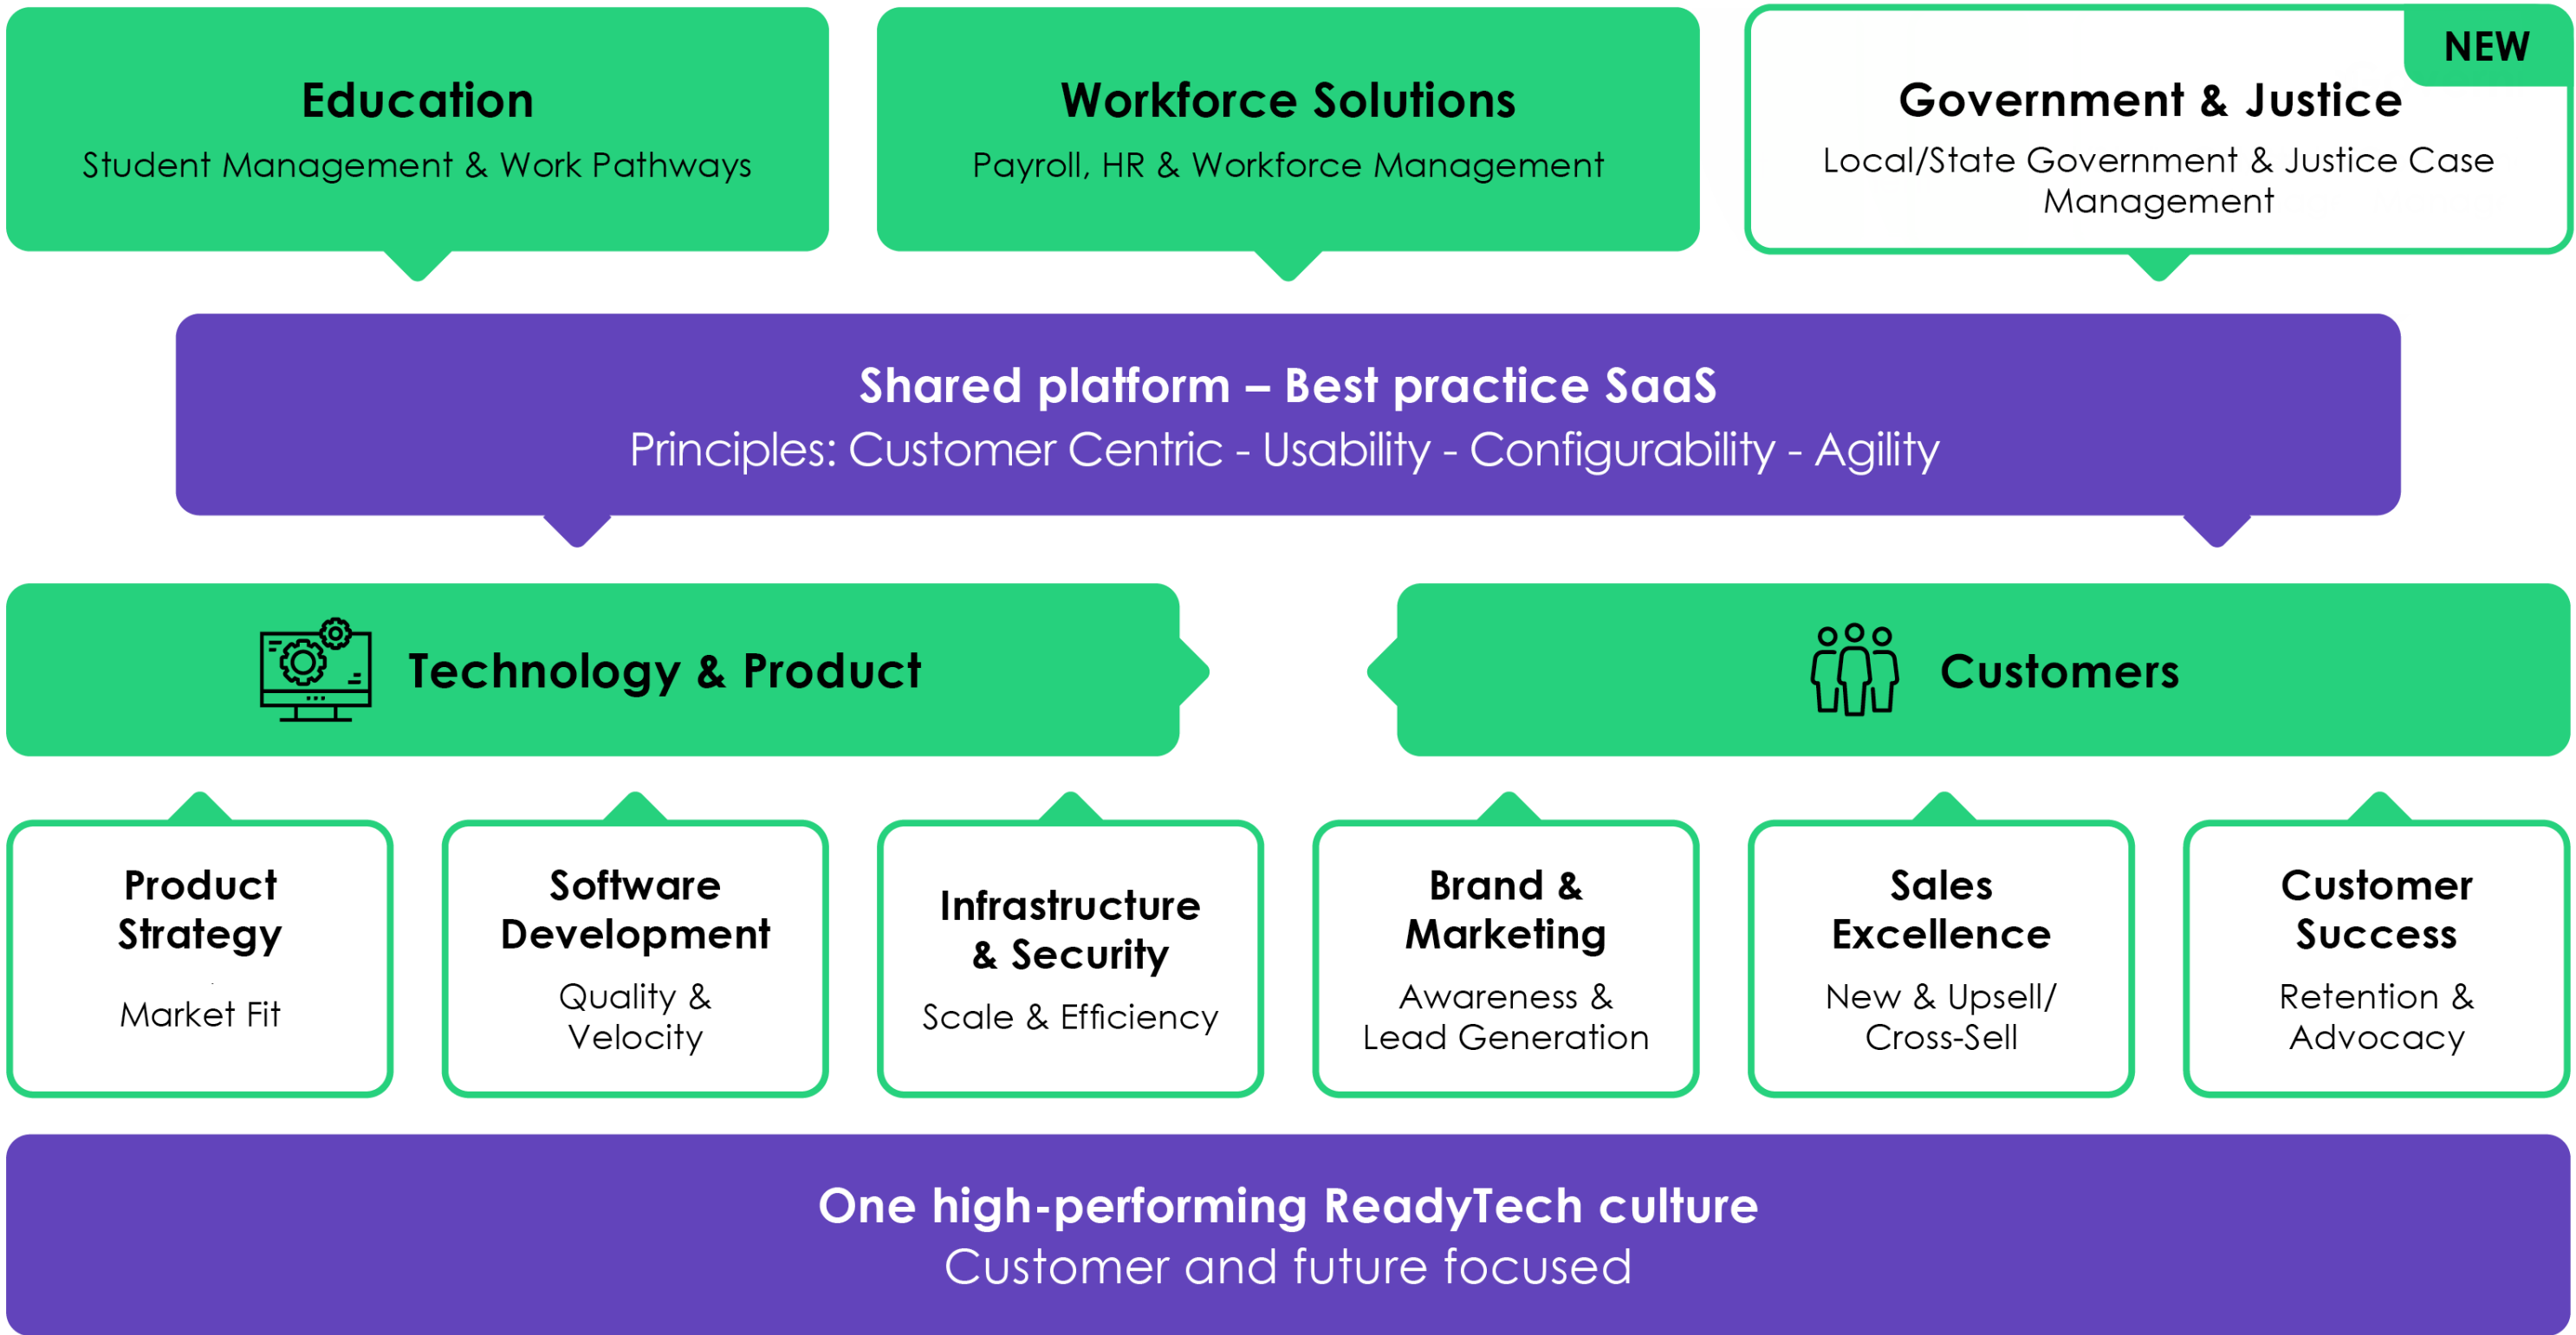 Education
Student Management & Work Pathways
Workforce Solutions
Payroll, HR & Workforce Management
NEW
Government & Justice
Local/State Government & Justice Case
Management
Shared platform – Best practice SaaS
Principles: Customer Centric - Usability - Configurability - Agility
Technology & Product
Customers
Product
Strategy
Market Fit
Software
Development
Quality &
Velocity
Infrastructure
& Security
Scale & Efficiency
Brand &
Marketing
Awareness &
Lead Generation
Sales
Excellence
New & Upsell/
Cross-Sell
Customer
Success
Retention &
Advocacy
One high-performing ReadyTech culture
Customer and future focused